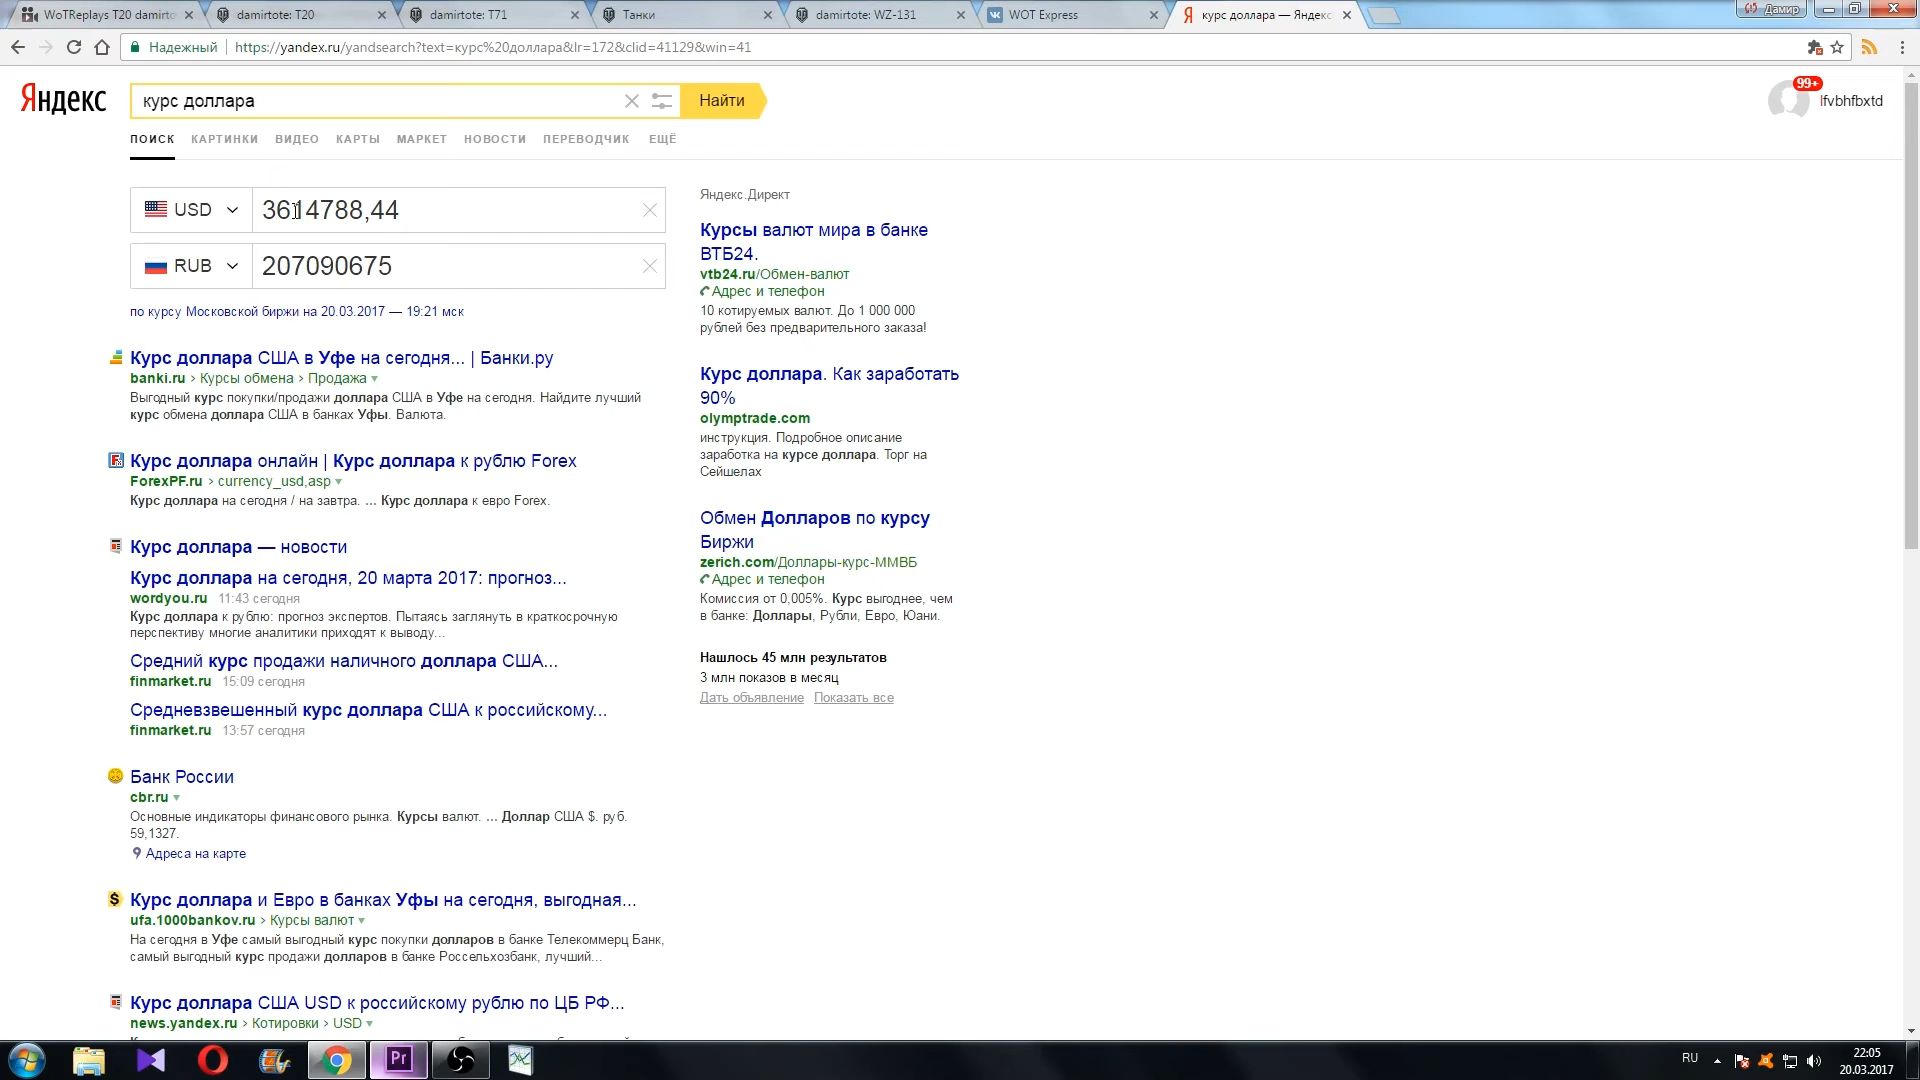 WoTReplays T20 damirto
damirtote: T20
damirtote: T71
Танки
damirtote: WZ-131
WOT Express
курс доллара — Яндекс
Дамир
Надежный
https://yandex.ru/yandsearch?text=курс%20доллара&lr=172&clid=41129&win=41
Яндекс
курс доллара
Найти
99+
lfvbhfbxtd
ПОИСК КАРТИНКИ ВИДЕО КАРТЫ МАРКЕТ НОВОСТИ ПЕРЕВОДЧИК ЕЩЁ
USD 3614788,44
RUB 207090675
по курсу Московской биржи на 20.03.2017 — 19:21 мск
Курс доллара США в Уфе на сегодня... | Банки.ру
banki.ru › Курсы обмена › Продажа
Выгодный курс покупки/продажи доллара США в Уфе на сегодня. Найдите лучший
курс обмена доллара США в банках Уфы. Валюта.
Курс доллара онлайн | Курс доллара к рублю Forex
ForexPF.ru › currency_usd,asp
Курс доллара на сегодня / на завтра. ... Курс доллара к евро Forex.
Курс доллара — новости
Курс доллара на сегодня, 20 марта 2017: прогноз...
wordyou.ru 11:43 сегодня
Курс доллара к рублю: прогноз экспертов. Пытаясь заглянуть в краткосрочную
перспективу многие аналитики приходят к выводу...
Средний курс продажи наличного доллара США...
finmarket.ru 15:09 сегодня
Средневзвешенный курс доллара США к российскому...
finmarket.ru 13:57 сегодня
Банк России
cbr.ru
Основные индикаторы финансового рынка. Курсы валют. ... Доллар США $. руб.
59,1327.
Адреса на карте
Курс доллара и Евро в банках Уфы на сегодня, выгодная...
ufa.1000bankov.ru › Курсы валют
На сегодня в Уфе самый выгодный курс покупки долларов в банке Телекоммерц Банк,
самый выгодный курс продажи долларов в банке Россельхозбанк, лучший...
Курс доллара США USD к российскому рублю по ЦБ РФ...
news.yandex.ru › Котировки › USD
Яндекс.Директ
Курсы валют мира в банке
ВТБ24.
vtb24.ru/Обмен-валют
Адрес и телефон
10 котируемых валют. До 1 000 000
рублей без предварительного заказа!
Курс доллара. Как заработать
90%
olymptrade.com
инструкция. Подробное описание
заработка на курсе доллара. Торг на
Сейшелах
Обмен Долларов по курсу
Биржи
zerich.com/Доллары-курс-ММВБ
Адрес и телефон
Комиссия от 0,005%. Курс выгоднее, чем
в банке: Доллары, Рубли, Евро, Юани.
Нашлось 45 млн результатов
3 млн показов в месяц
Дать объявление Показать все
Pr
RU
22:05
20.03.2017